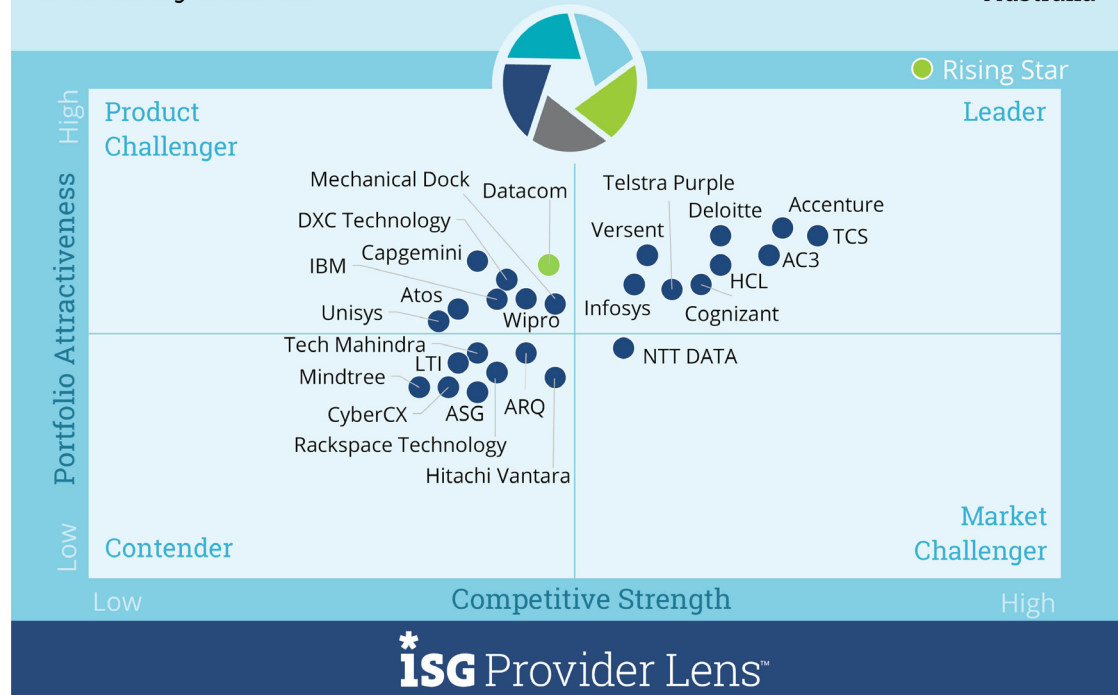 Rising Star
High
Product
Challenger
Leader
Mechanical Dock
Datacom
Telstra Purple
DXC Technology
Deloitte
Accenture
Capgemini
Versent
TCS
IBM
AC3
HCL
Atos
Unisys
Wipro
Infosys
Cognizant
Tech Mahindra
LTI
NTT DATA
Mindtree
CyberCX
ASG
ARQ
Rackspace Technology
Hitachi Vantara
Portfolio Attractiveness
Low
Contender
Market
Challenger
Low
Competitive Strength
High
ISG Provider Lens™